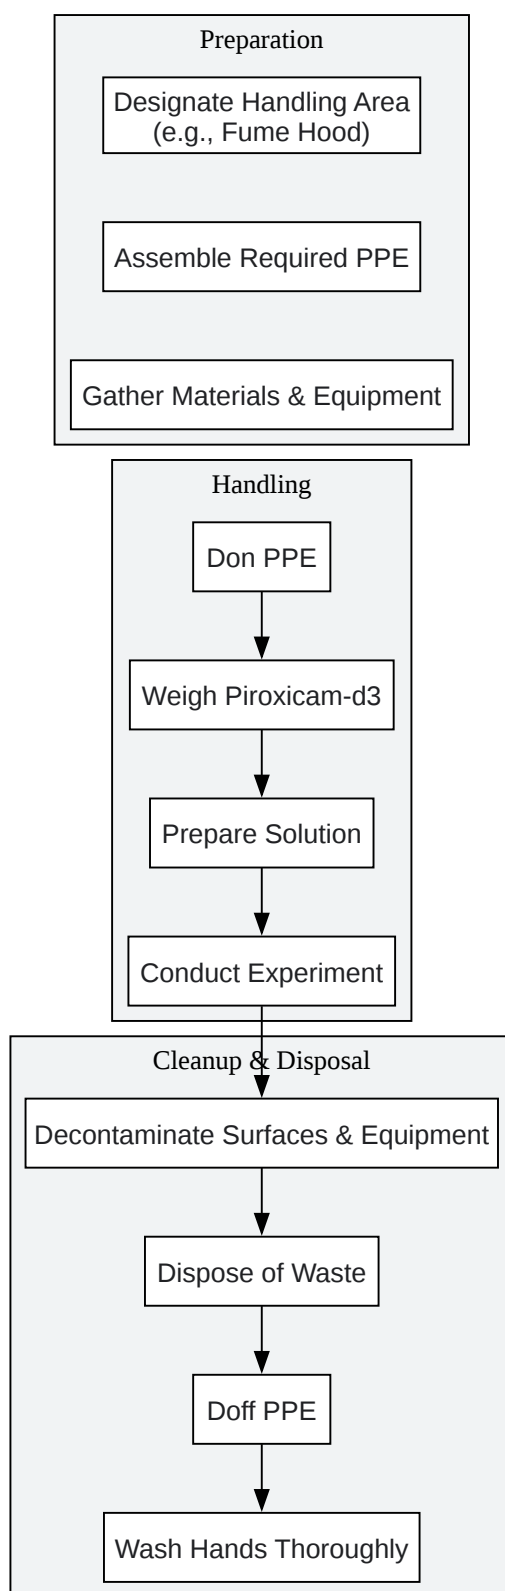 Preparation
Designate Handling Area
(e.g., Fume Hood)
Assemble Required PPE
Gather Materials & Equipment
Handling
Don PPE
Weigh Piroxicam-d3
Prepare Solution
Conduct Experiment
Cleanup & Disposal
Decontaminate Surfaces & Equipment
Dispose of Waste
Doff PPE
Wash Hands Thoroughly